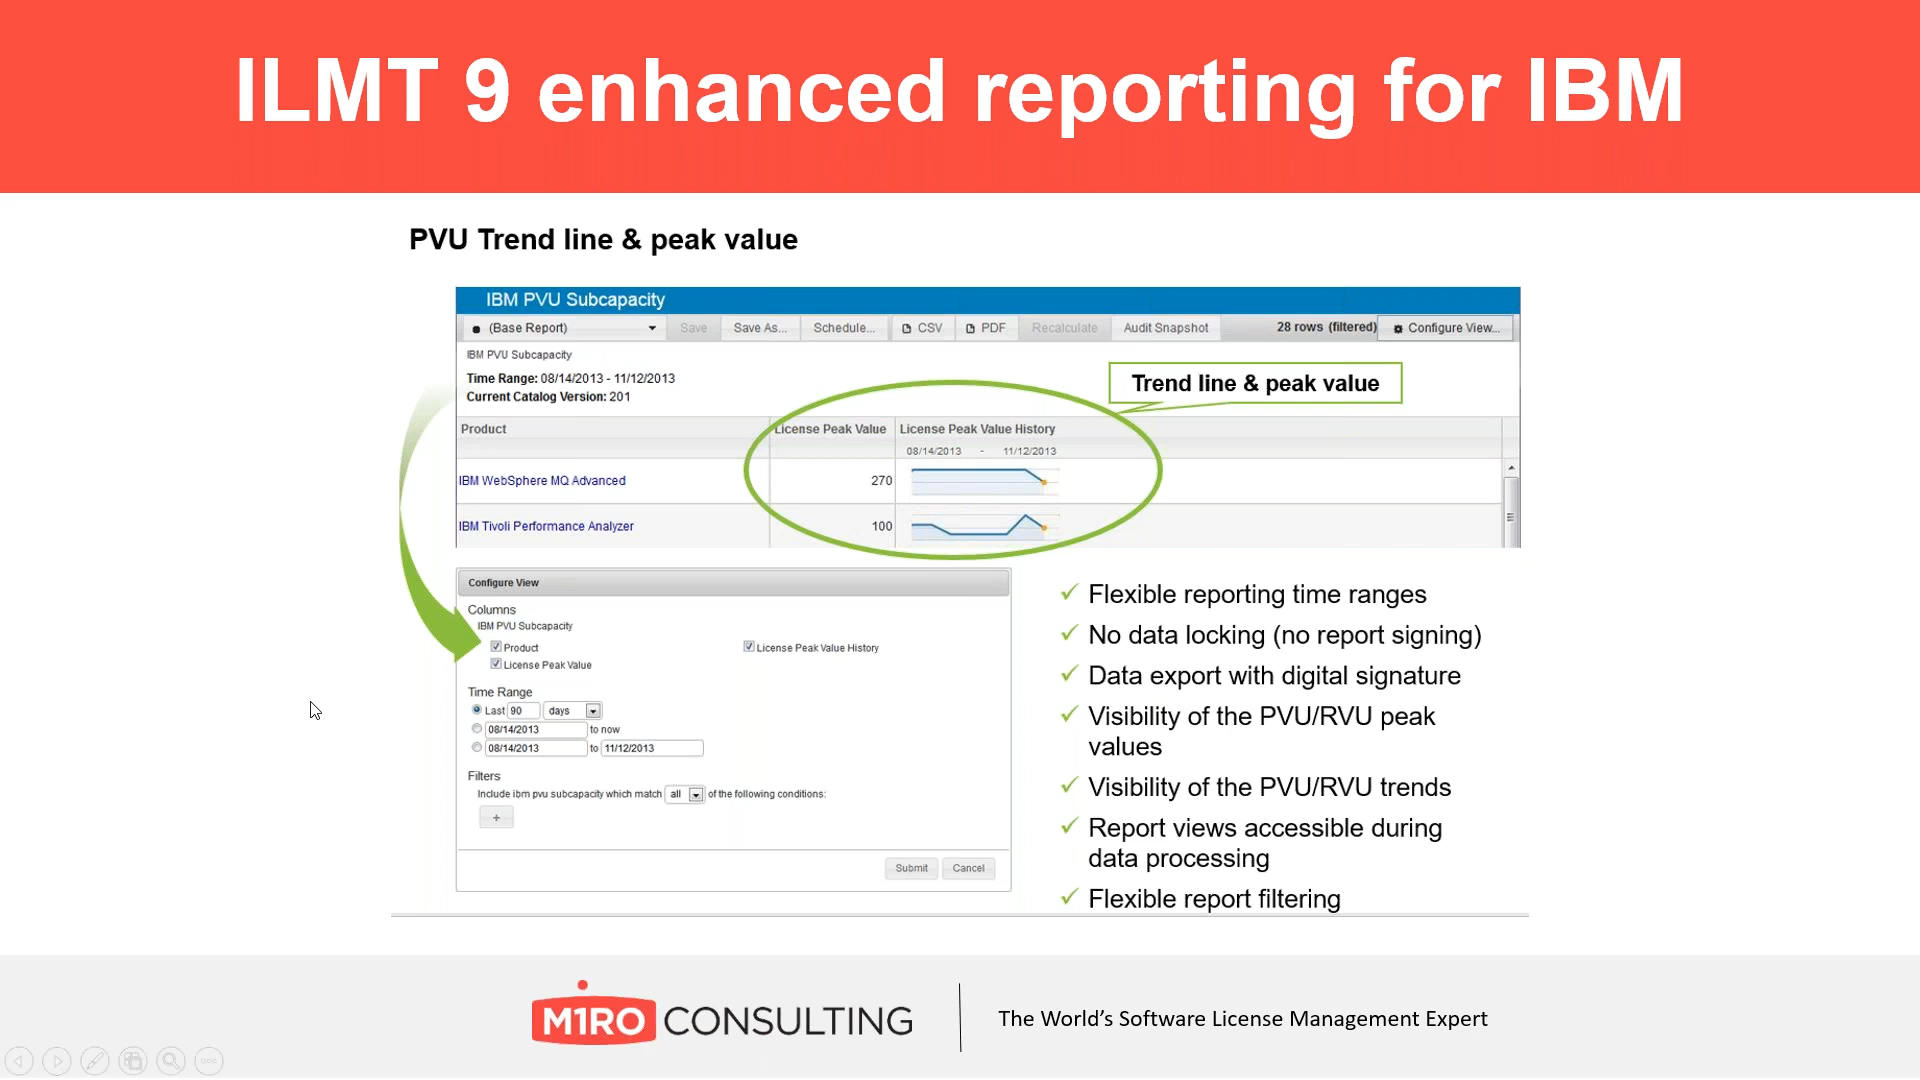 ILMT 9 enhanced reporting for IBM
PVU Trend line & peak value
IBM PVU Subcapacity
(Base Report) Save Save As... Schedule... CSV PDF Recalculate Audit Snapshot 28 rows (filtered) Configure View...
IBM PVU Subcapacity
Time Range: 08/14/2013 - 11/12/2013
Current Catalog Version: 201
Trend line & peak value
Product License Peak Value License Peak Value History
08/14/2013 - 11/12/2013
IBM WebSphere MQ Advanced 270
IBM Tivoli Performance Analyzer 100
Configure View
Columns
IBM PVU Subcapacity
Product License Peak Value History
License Peak Value
Time Range
Last 90 days
08/14/2013 to now
08/14/2013 to 11/12/2013
Filters
Include ibm pvu subcapacity which match all of the following conditions:
+
Submit Cancel
Flexible reporting time ranges
No data locking (no report signing)
Data export with digital signature
Visibility of the PVU/RVU peak
values
Visibility of the PVU/RVU trends
Report views accessible during
data processing
Flexible report filtering
M1RO CONSULTING
The World's Software License Management Expert